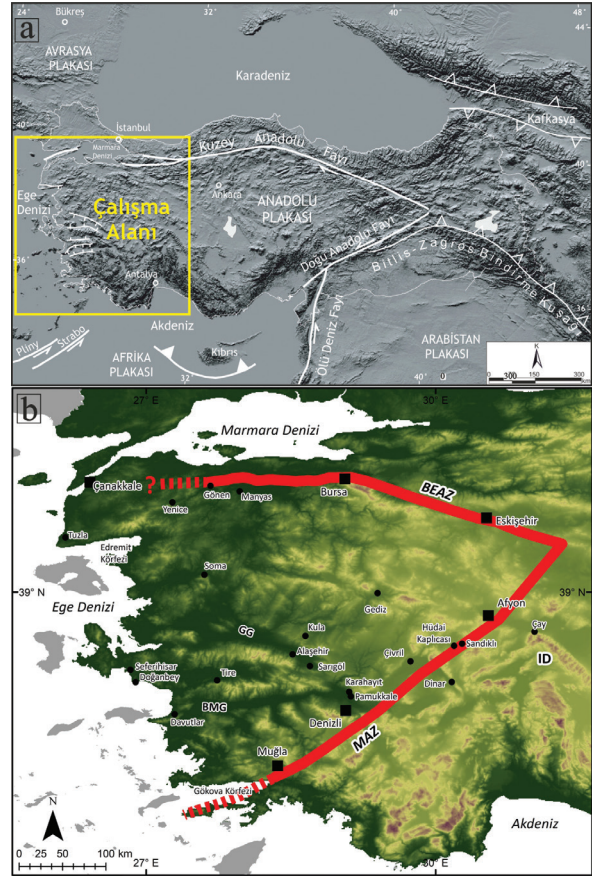 a
32
40
48
44
Bükreş
AVRASYA
PLAKASI
Karadeniz
Kafkasya
40
İstanbul
Marmara
Denizi
Kuzey Anadolu Fayı
40
Ege
Denizi
Çalışma
Alanı
Ankara
ANADOLU
PLAKASI
Doğu Anadolu Fayı
Bitlis-Zagros Bindirme Kuşağı
36
Antalya
36
Akdeniz
Ölü Deniz Fayı
Pliny
Strabo
Kıbrıs
AFRİKA
PLAKASI
ARABİSTAN
PLAKASI
32
40
K
300
0
300
km
b
27° E
30° E
Marmara Denizi
Çanakkale
?
Gönen
Manyas
Bursa
BEAZ
Yenice
Eskişehir
Tuzla
Edremit
Körfezi
Soma
39° N
39° N
Gediz
Afyon
Ege Denizi
Kula
Hüdai
Kaplıcası
Çay
GG
Alaşehir
Sandıklı
Sarıgöl
Çivril
ID
Seferihisar
Doğanbey
Tire
Karahayıt
Pamukkale
Dinar
BMG
Davutlar
Denizli
MAZ
Muğla
Gökova Körfezi
N
Akdeniz
0 25 50 100 km
27° E
30° E